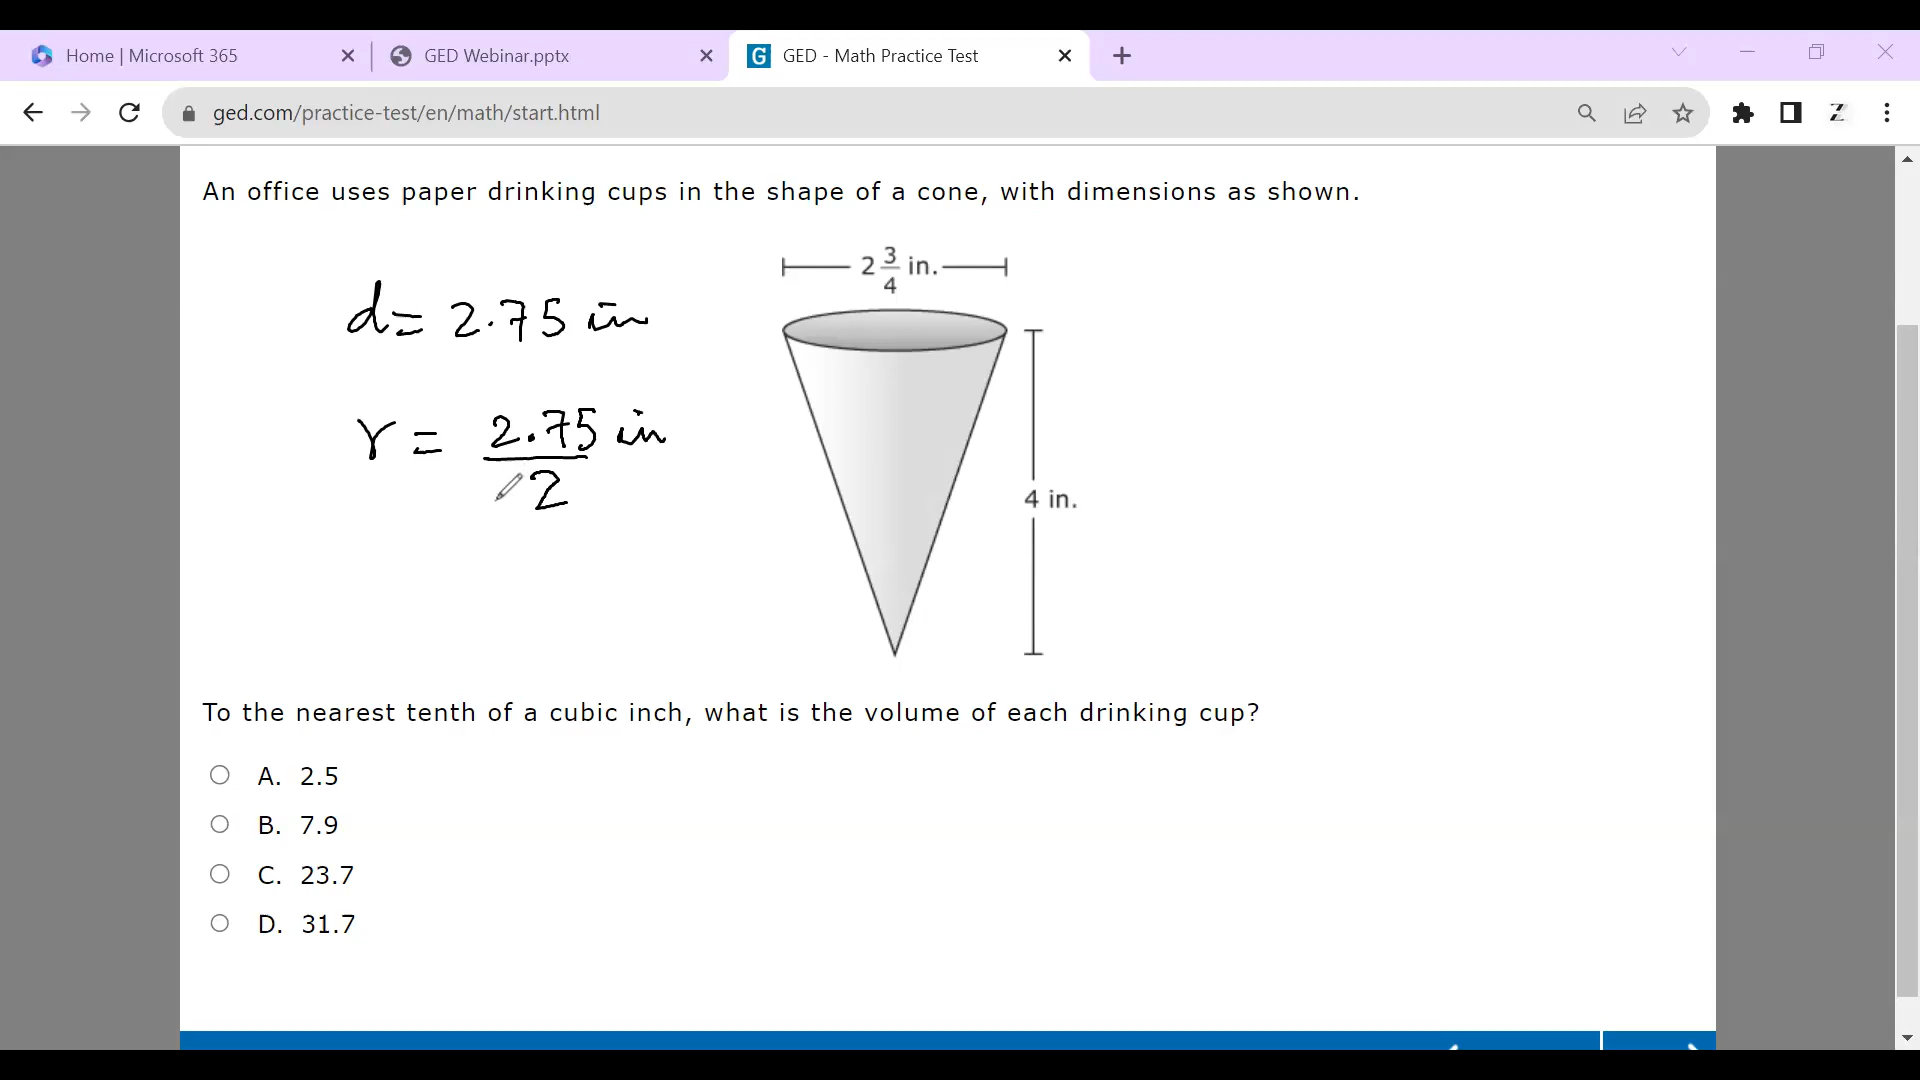 Home | Microsoft 365
GED Webinar.pptx
GED - Math Practice Test
ged.com/practice-test/en/math/start.html
An office uses paper drinking cups in the shape of a cone, with dimensions as shown.
2 3/4 in.
d = 2.75 in
r = 2.75 in
2
4 in.
To the nearest tenth of a cubic inch, what is the volume of each drinking cup?
A. 2.5
B. 7.9
C. 23.7
D. 31.7